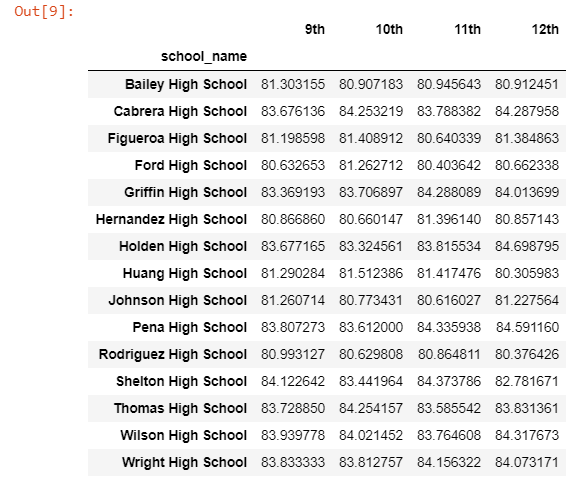 Out[9]:
9th 10th 11th 12th
school_name
Bailey High School 81.303155 80.907183 80.945643 80.912451
Cabrera High School 83.676136 84.253219 83.788382 84.287958
Figueroa High School 81.198598 81.408912 80.640339 81.384863
Ford High School 80.632653 81.262712 80.403642 80.662338
Griffin High School 83.369193 83.706897 84.288089 84.013699
Hernandez High School 80.866860 80.660147 81.396140 80.857143
Holden High School 83.677165 83.324561 83.815534 84.698795
Huang High School 81.290284 81.512386 81.417476 80.305983
Johnson High School 81.260714 80.773431 80.616027 81.227564
Pena High School 83.807273 83.612000 84.335938 84.591160
Rodriguez High School 80.993127 80.629808 80.864811 80.376426
Shelton High School 84.122642 83.441964 84.373786 82.781671
Thomas High School 83.728850 84.254157 83.585542 83.831361
Wilson High School 83.939778 84.021452 83.764608 84.317673
Wright High School 83.833333 83.812757 84.156322 84.073171